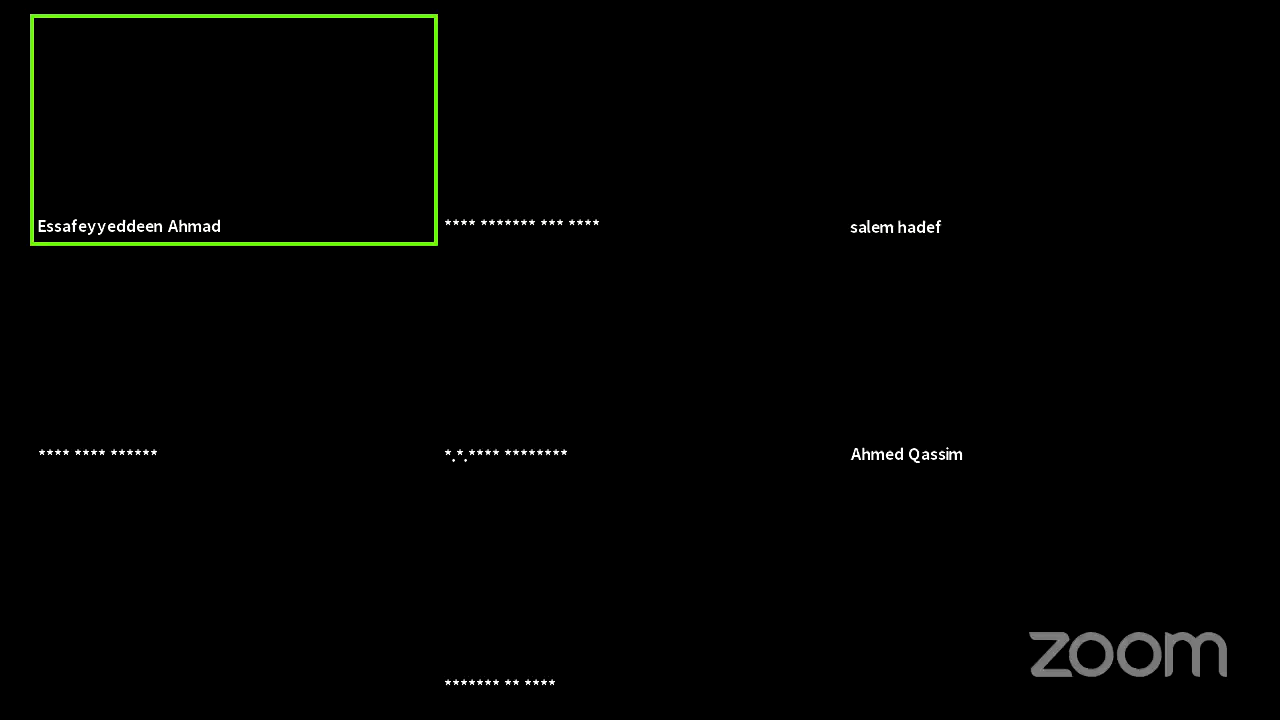 Essafeyyeddeen Ahmad
**** ******* *** ****
salem hadef
**** **** ******
*.*.**** ********
Ahmed Qassim
******* ** ****
zoom